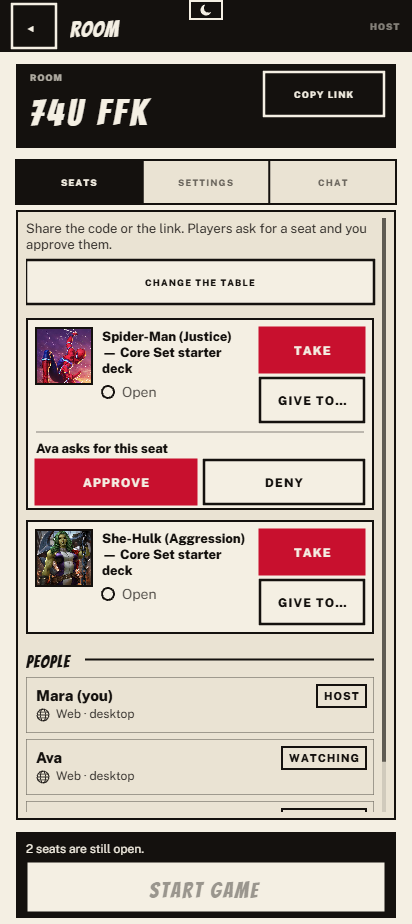 ROOM
HOST
ROOM
74U FFK
COPY LINK
SEATS
SETTINGS
CHAT
Share the code or the link. Players ask for a seat and you
approve them.
CHANGE THE TABLE
Spider-Man (Justice)
— Core Set starter
deck
Open
TAKE
GIVE TO...
Ava asks for this seat
APPROVE
DENY
She-Hulk (Aggression)
— Core Set starter
deck
Open
TAKE
GIVE TO...
PEOPLE
Mara (you)
Web · desktop
HOST
Ava
Web · desktop
WATCHING
2 seats are still open.
START GAME